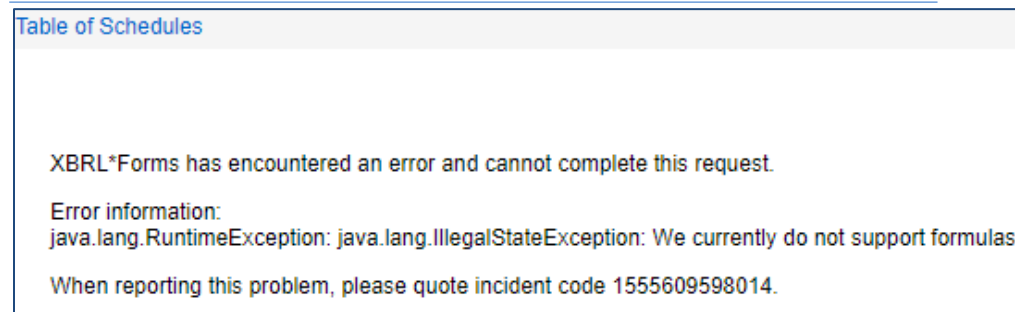 Table of Schedules
XBRL*Forms has encountered an error and cannot complete this request.
Error information:
java.lang.RuntimeException: java.lang.IllegalStateException: We currently do not support formulas
When reporting this problem, please quote incident code 1555609598014.